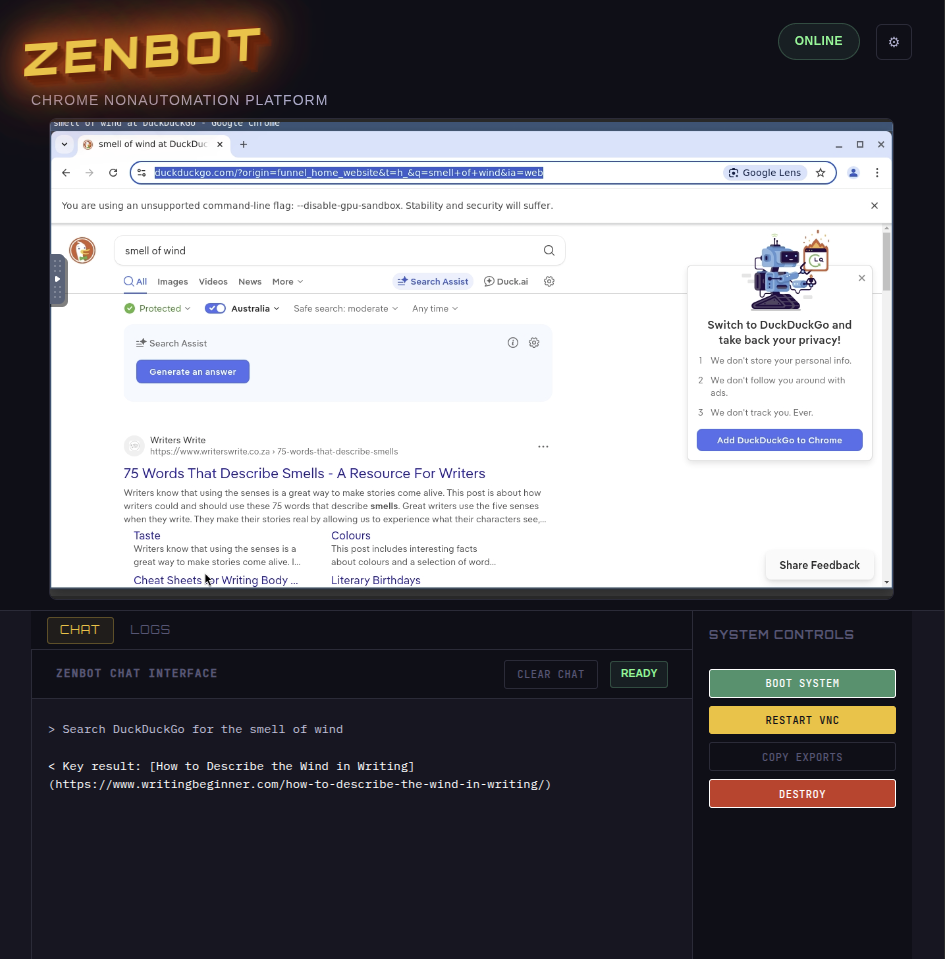 ZENBOT
ONLINE
CHROME NONAUTOMATION PLATFORM
smell of wind at DuckDuckGo - Google Chrome
smell of wind at DuckDuc
duckduckgo.com/?origin=funnel_home_website&t=h_&q=smell+of+wind&ia=web
Google Lens
You are using an unsupported command-line flag: --disable-gpu-sandbox. Stability and security will suffer.
smell of wind
All Images Videos News More Search Assist Duck.ai
Protected Australia Safe search: moderate Any time
Search Assist
Generate an answer
Switch to DuckDuckGo and
take back your privacy!
1 We don't store your personal info.
2 We don't follow you around with
ads.
3 We don't track you. Ever.
Add DuckDuckGo to Chrome
Writers Write
https://www.writerswrite.co.za › 75-words-that-describe-smells
75 Words That Describe Smells - A Resource For Writers
Writers know that using the senses is a great way to make stories come alive. This post is about how
writers could and should use these 75 words that describe smells. Great writers use the five senses
when they write. They make their stories real by allowing us to experience what their characters see,...
Taste
Writers know that using the senses is a
great way to make stories come alive. I...
Colours
This post includes interesting facts
about colours and a selection of word...
Cheat Sheets for Writing Body ...
Literary Birthdays
Share Feedback
CHAT LOGS
ZENBOT CHAT INTERFACE
CLEAR CHAT
READY
> Search DuckDuckGo for the smell of wind
< Key result: [How to Describe the Wind in Writing]
(https://www.writingbeginner.com/how-to-describe-the-wind-in-writing/)
SYSTEM CONTROLS
BOOT SYSTEM
RESTART VNC
COPY EXPORTS
DESTROY